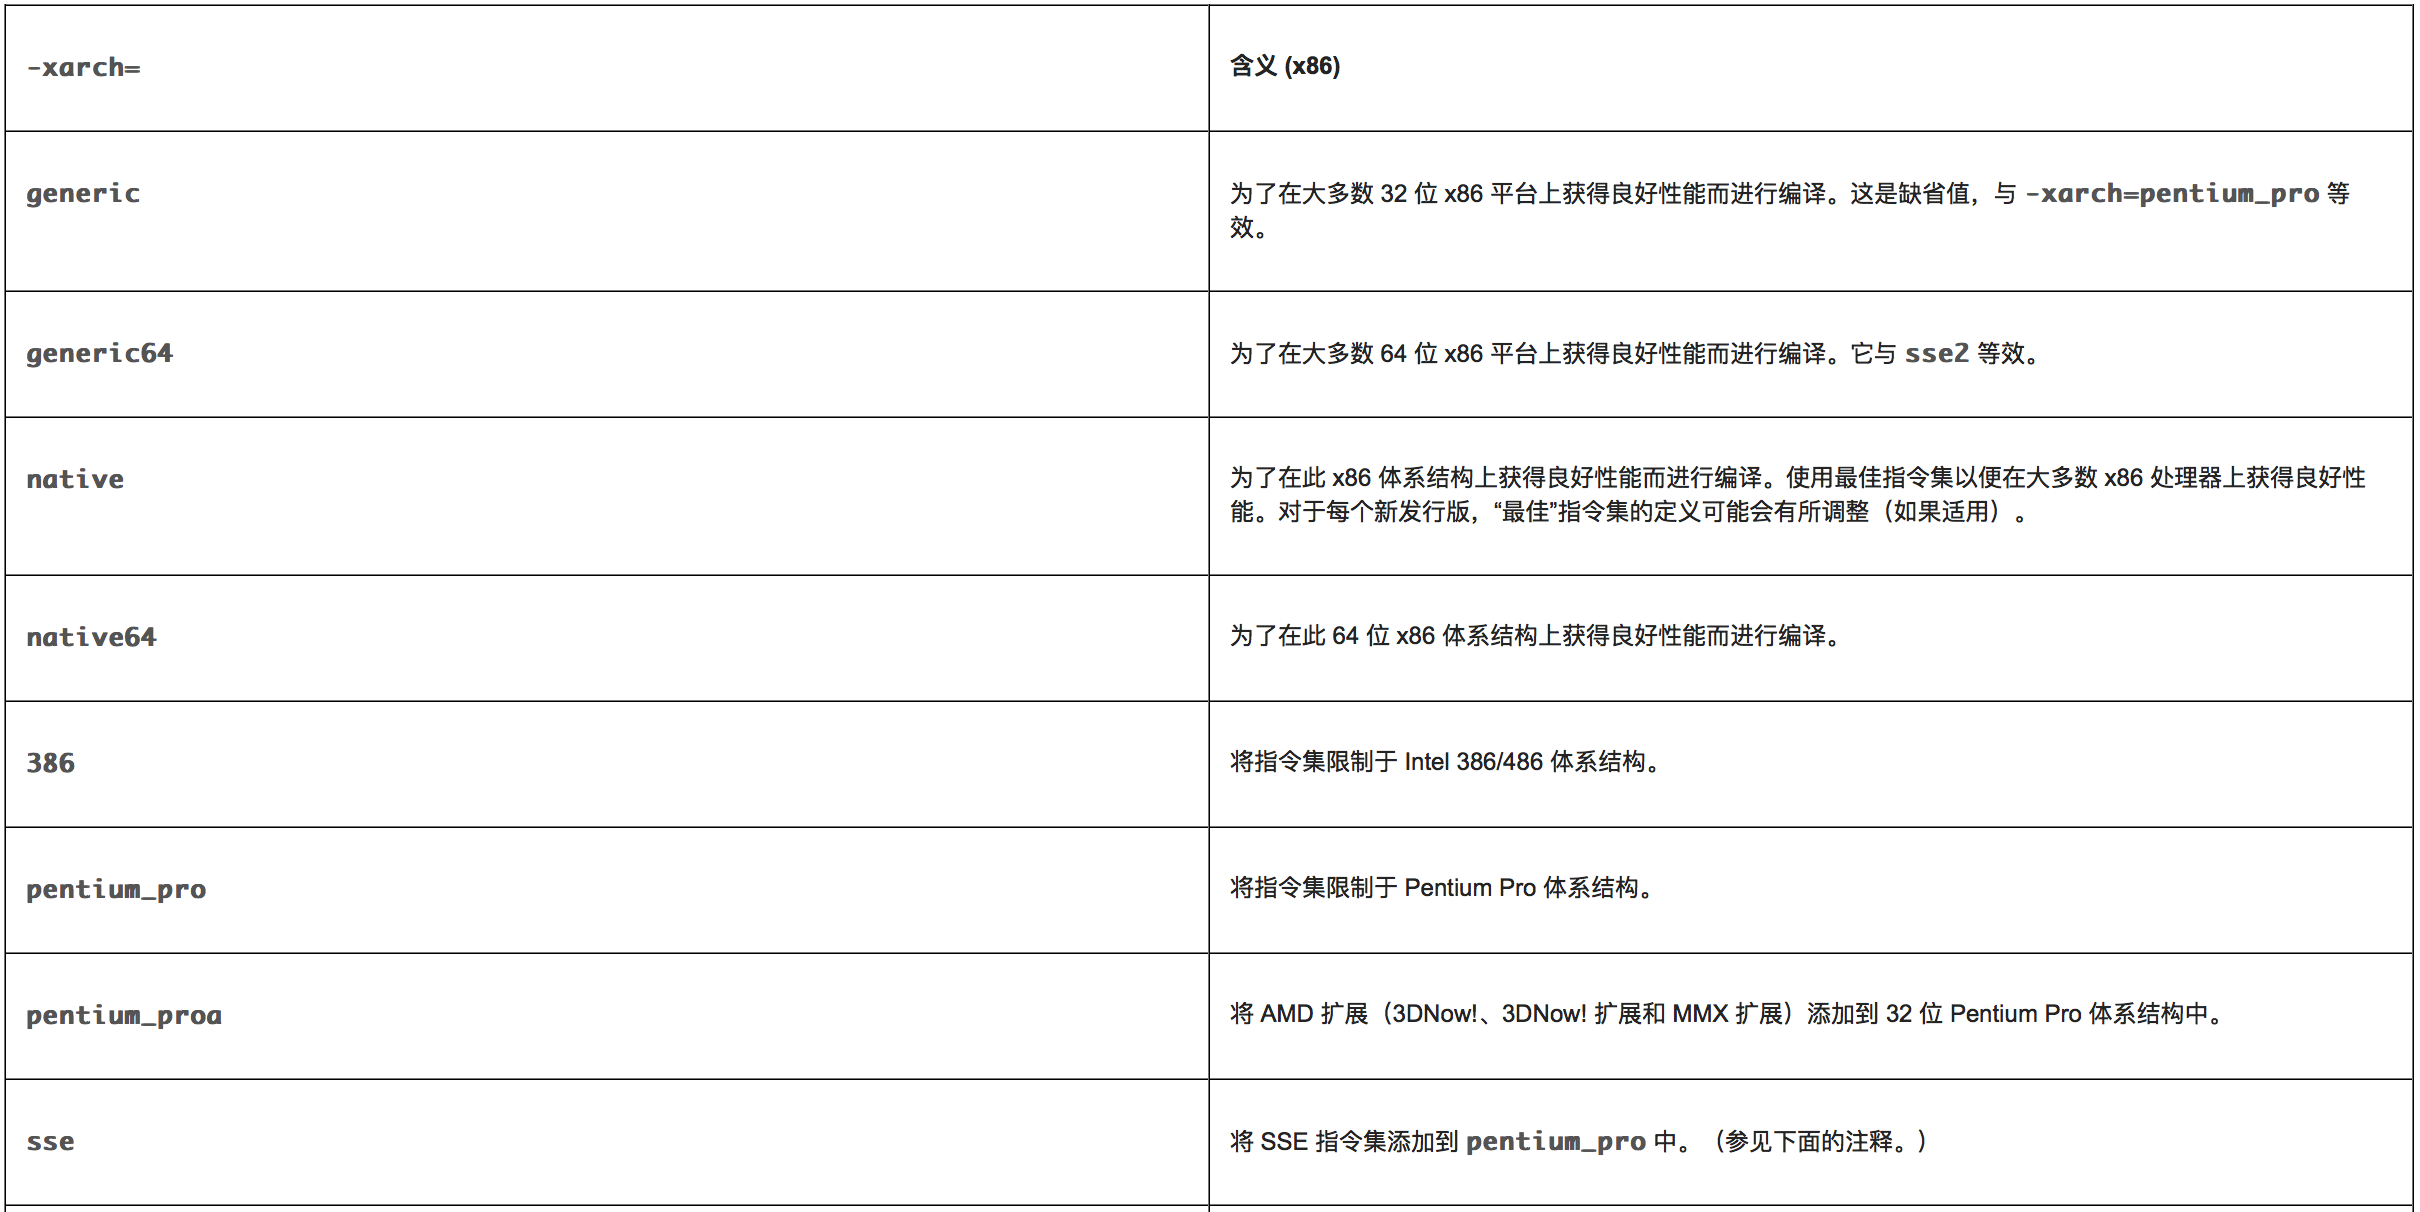 -xarch=
含义 (x86)
generic
为了在大多数 32 位 x86 平台上获得良好性能而进行编译。这是缺省值，与 -xarch=pentium_pro 等
效。
generic64
为了在大多数 64 位 x86 平台上获得良好性能而进行编译。它与 sse2 等效。
native
为了在此 x86 体系结构上获得良好性能而进行编译。使用最佳指令集以便在大多数 x86 处理器上获得良好性
能。对于每个新发行版，“最佳”指令集的定义可能会有所调整（如果适用）。
native64
为了在此 64 位 x86 体系结构上获得良好性能而进行编译。
386
将指令集限制于 Intel 386/486 体系结构。
pentium_pro
将指令集限制于 Pentium Pro 体系结构。
pentium_proa
将 AMD 扩展（3DNow!、3DNow! 扩展和 MMX 扩展）添加到 32 位 Pentium Pro 体系结构中。
sse
将 SSE 指令集添加到 pentium_pro 中。（参见下面的注释。）